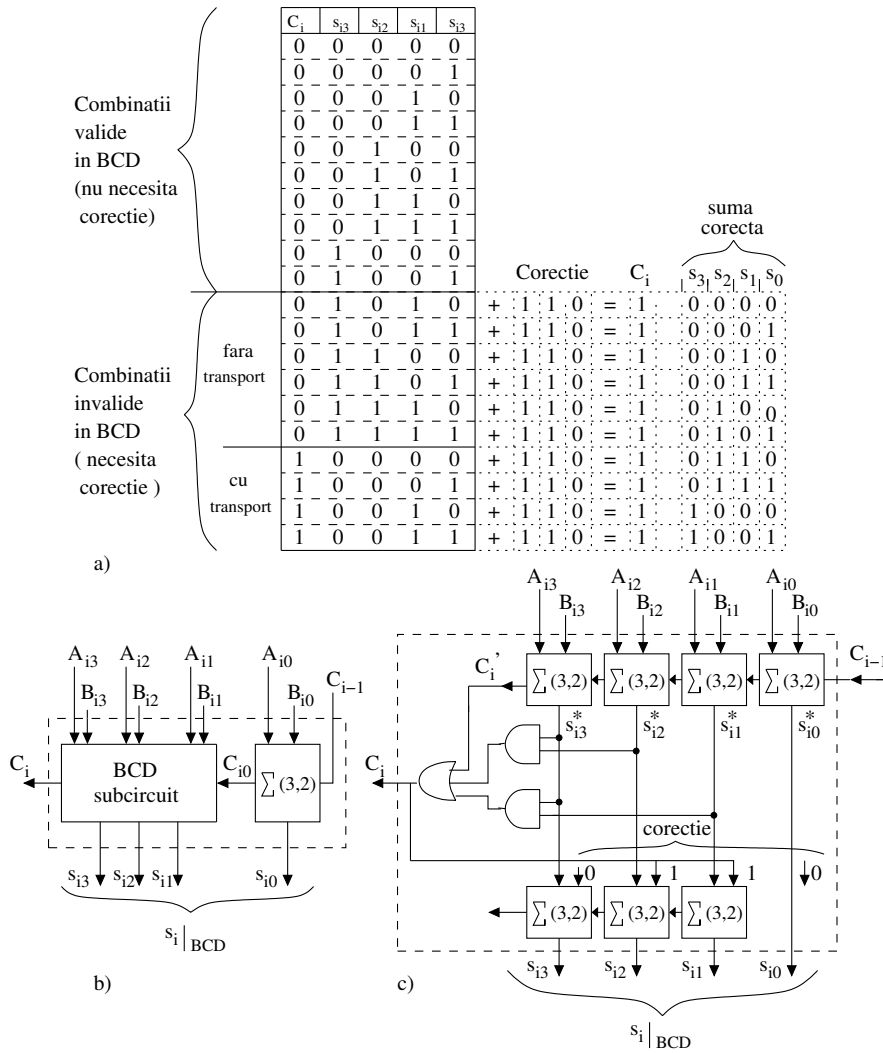 C_i s_i3 s_i2 s_i1 s_i3
0 0 0 0 0
0 0 0 0 1
0 0 0 1 0
0 0 0 1 1
0 0 1 0 0
0 0 1 0 1
0 0 1 1 0
0 0 1 1 1
0 1 0 0 0
0 1 0 0 1
Combinatii
valide
in BCD
(nu necesita
corectie)
suma
corecta
Corectie C_i s_3 s_2 s_1 s_0
0 1 0 1 0 + 1 1 0 = 1 0 0 0 0
0 1 0 1 1 + 1 1 0 = 1 0 0 0 1
0 1 1 0 0 + 1 1 0 = 1 0 0 1 0
0 1 1 0 1 + 1 1 0 = 1 0 0 1 1
0 1 1 1 0 + 1 1 0 = 1 0 1 0 0
0 1 1 1 1 + 1 1 0 = 1 0 1 0 1
1 0 0 0 0 + 1 1 0 = 1 0 1 1 0
1 0 0 0 1 + 1 1 0 = 1 0 1 1 1
1 0 0 1 0 + 1 1 0 = 1 1 0 0 0
1 0 0 1 1 + 1 1 0 = 1 1 0 0 1
Combinatii
invalide
in BCD
( necesita
corectie )
fara
transport
cu
transport
a)
A_i3 A_i2 A_i1 A_i0
B_i3 B_i2 B_i1 B_i0 C_i-1
C_i BCD subcircuit C_i0 ∑(3,2)
s_i3 s_i2 s_i1 s_i0
s_i|BCD
b)
A_i3 A_i2 A_i1 A_i0
B_i3 B_i2 B_i1 B_i0
C_i' ∑(3,2) ∑(3,2) ∑(3,2) ∑(3,2) C_i-1
s*_i3 s*_i2 s*_i1 s*_i0
C_i
corectie
0 1 1 0
∑(3,2) ∑(3,2) ∑(3,2)
s_i3 s_i2 s_i1 s_i0
s_i|BCD
c)